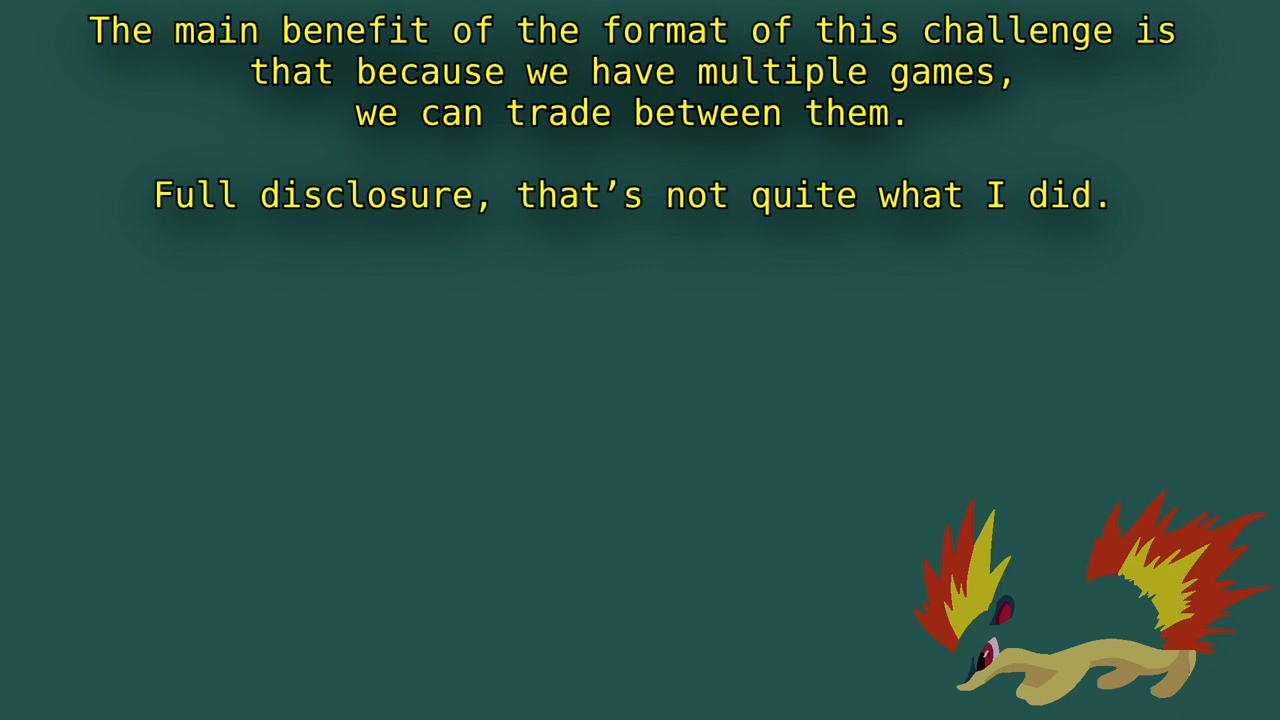 The main benefit of the format of this challenge is
that because we have multiple games,
we can trade between them.
Full disclosure, that’s not quite what I did.